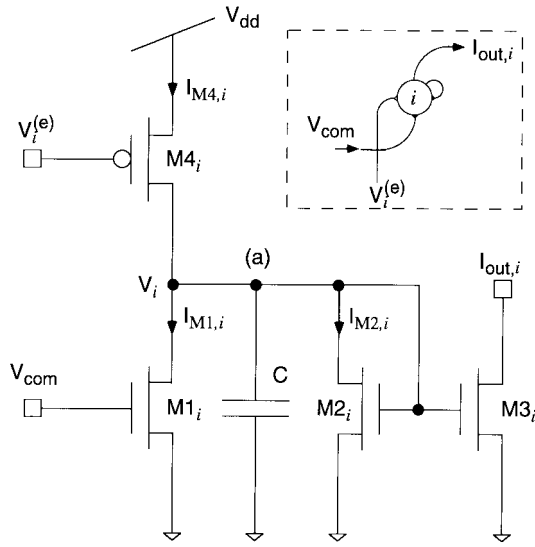 V_dd
I_M4,i
V_i^(e)
M4_i
I_out,i
i
V_com
V_i^(e)
(a)
V_i
I_M1,i
I_M2,i
I_out,i
V_com
M1_i
C
M2_i
M3_i